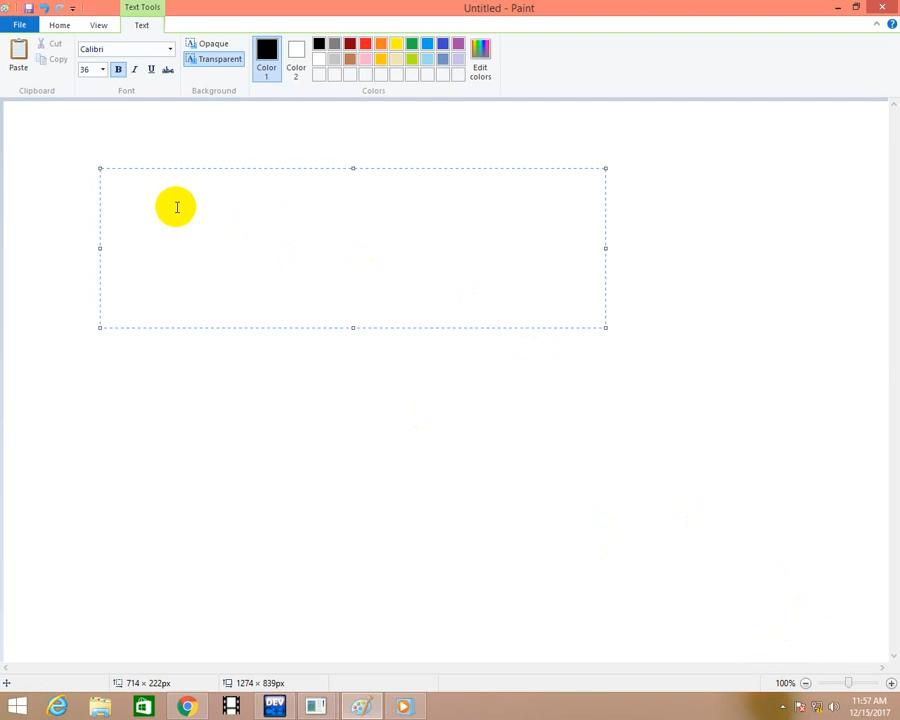 Text Tools
Untitled - Paint
File
Home
View
Text
Paste
Cut
Copy
Clipboard
Calibri
36
B
I
U
abc
Font
Opaque
Transparent
Background
Color 1
Color 2
Edit colors
Colors
714 × 222px
1274 × 839px
100%
DEV
11:57 AM
12/15/2017